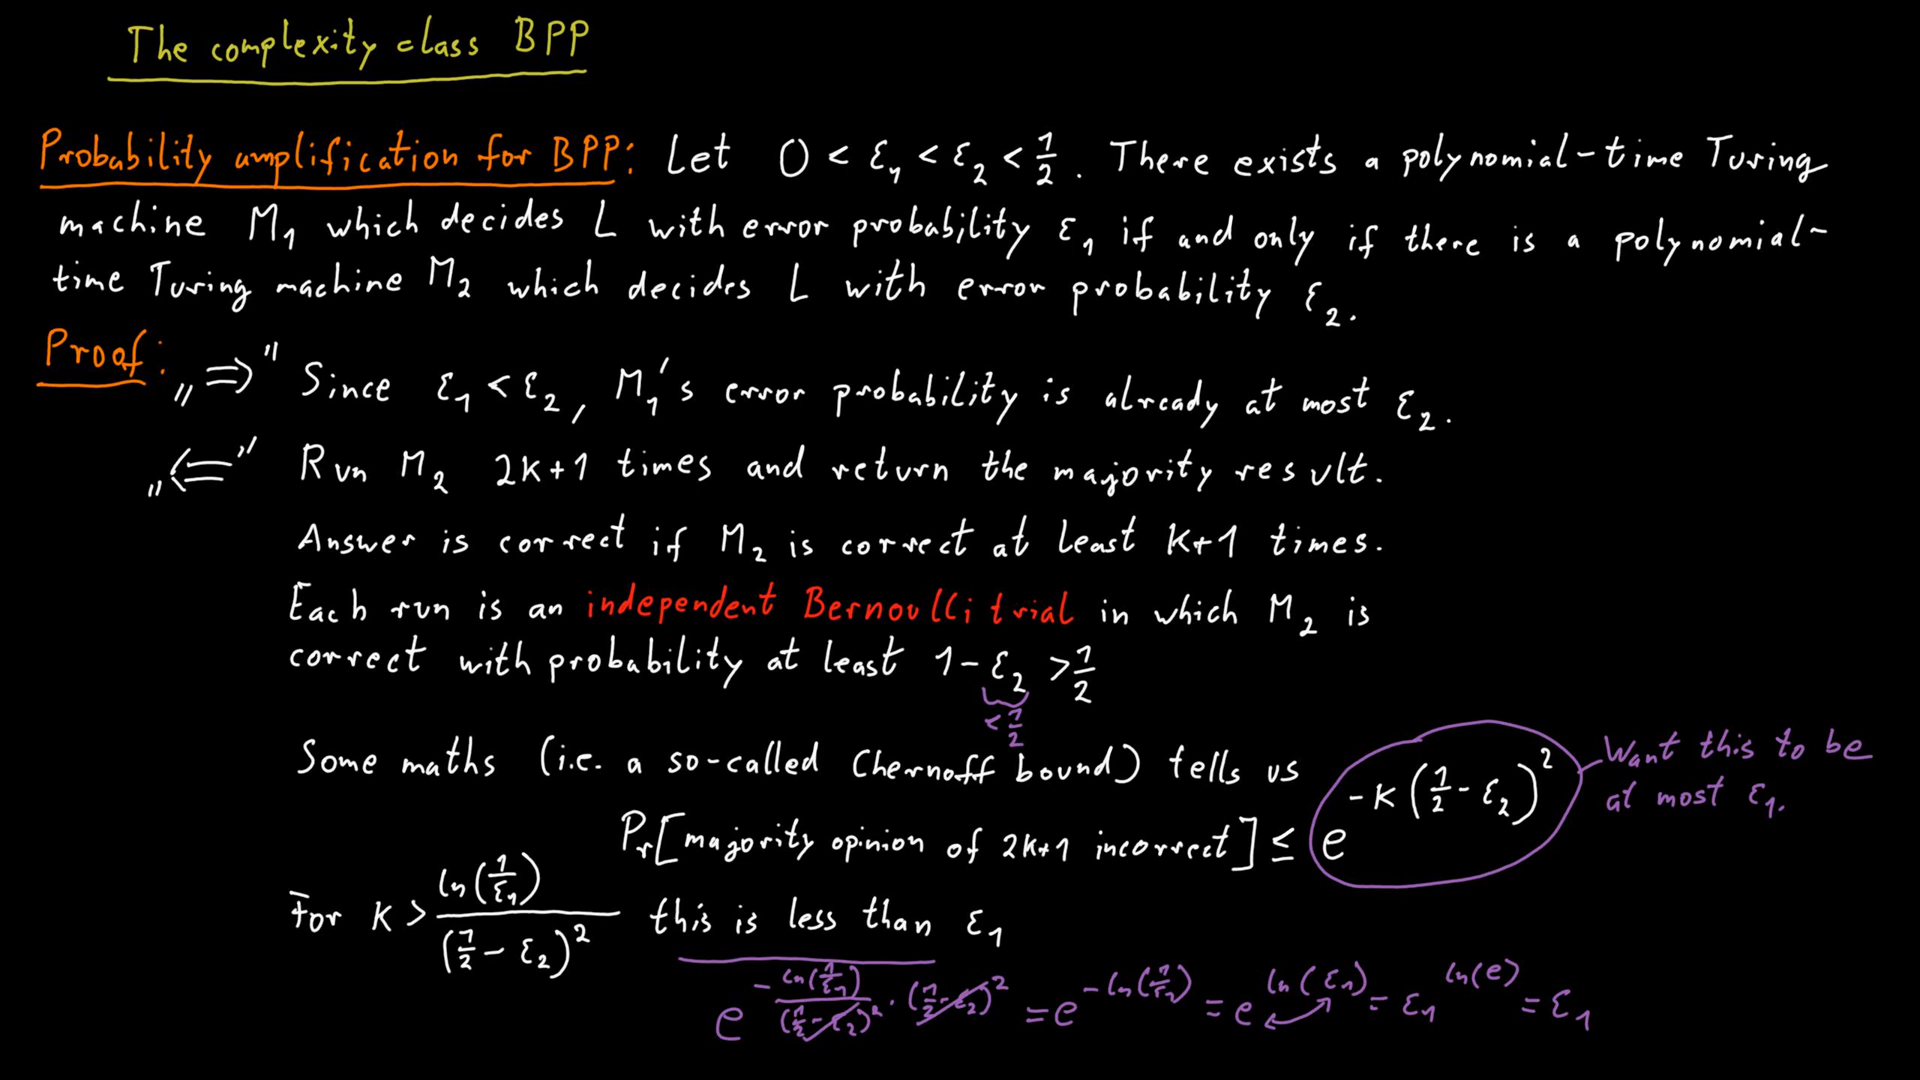 The complexity class BPP
Probability amplification for BPP: Let 0 < ε₁ < ε₂ < 1/2. There exists a polynomial-time Turing
machine M₁ which decides L with error probability ε₁ if and only if there is a polynomial-
time Turing machine M₂ which decides L with error probability ε₂.
Proof: „⇒" Since ε₁ < ε₂, M₁'s error probability is already at most ε₂.
„⇐" Run M₂ 2k+1 times and return the majority result.
Answer is correct if M₂ is correct at least k+1 times.
Each run is an independent Bernoulli trial in which M₂ is
correct with probability at least 1 - ε₂ > 1/2
< 1/2
Some maths (i.e. a so-called Chernoff bound) tells us
Pr[majority opinion of 2k+1 incorrect] ≤ e^(-k(1/2 - ε₂)²)
Want this to be
at most ε₁.
For k > ln(1/ε₁)/(1/2 - ε₂)² this is less than ε₁
e^(-ln(1/ε₁)/(1/2 - ε₂)² · (1/2 - ε₂)²) = e^(-ln(1/ε₁)) = e^(ln(ε₁)) = ε₁^(ln(e)) = ε₁